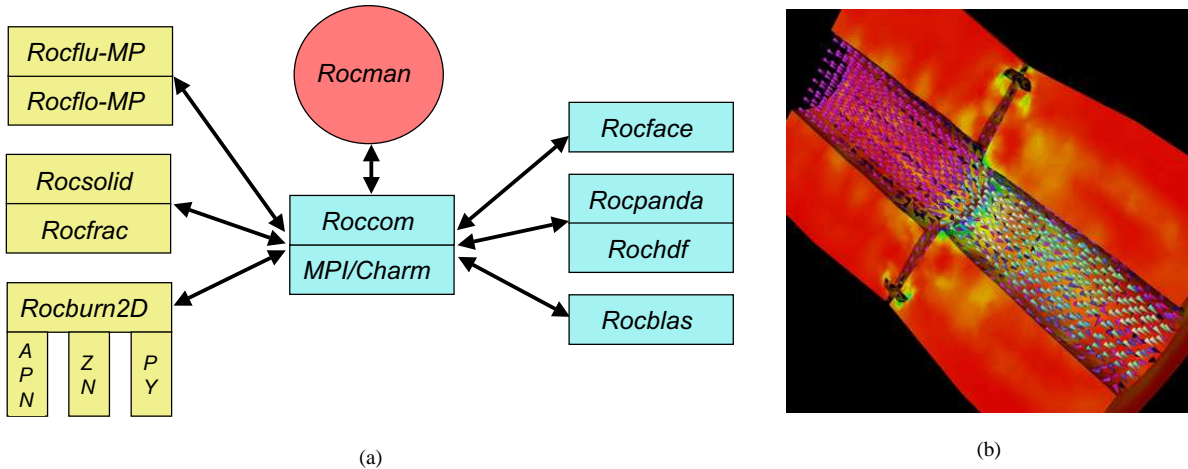 Rocflu-MP
Rocflo-MP
Rocsolid
Rocfrac
Rocburn2D
A
P
N
Z
N
P
Y
Rocman
Roccom
MPI/Charm
Rocface
Rocpanda
Rochdf
Rocblas
(a)
(b)